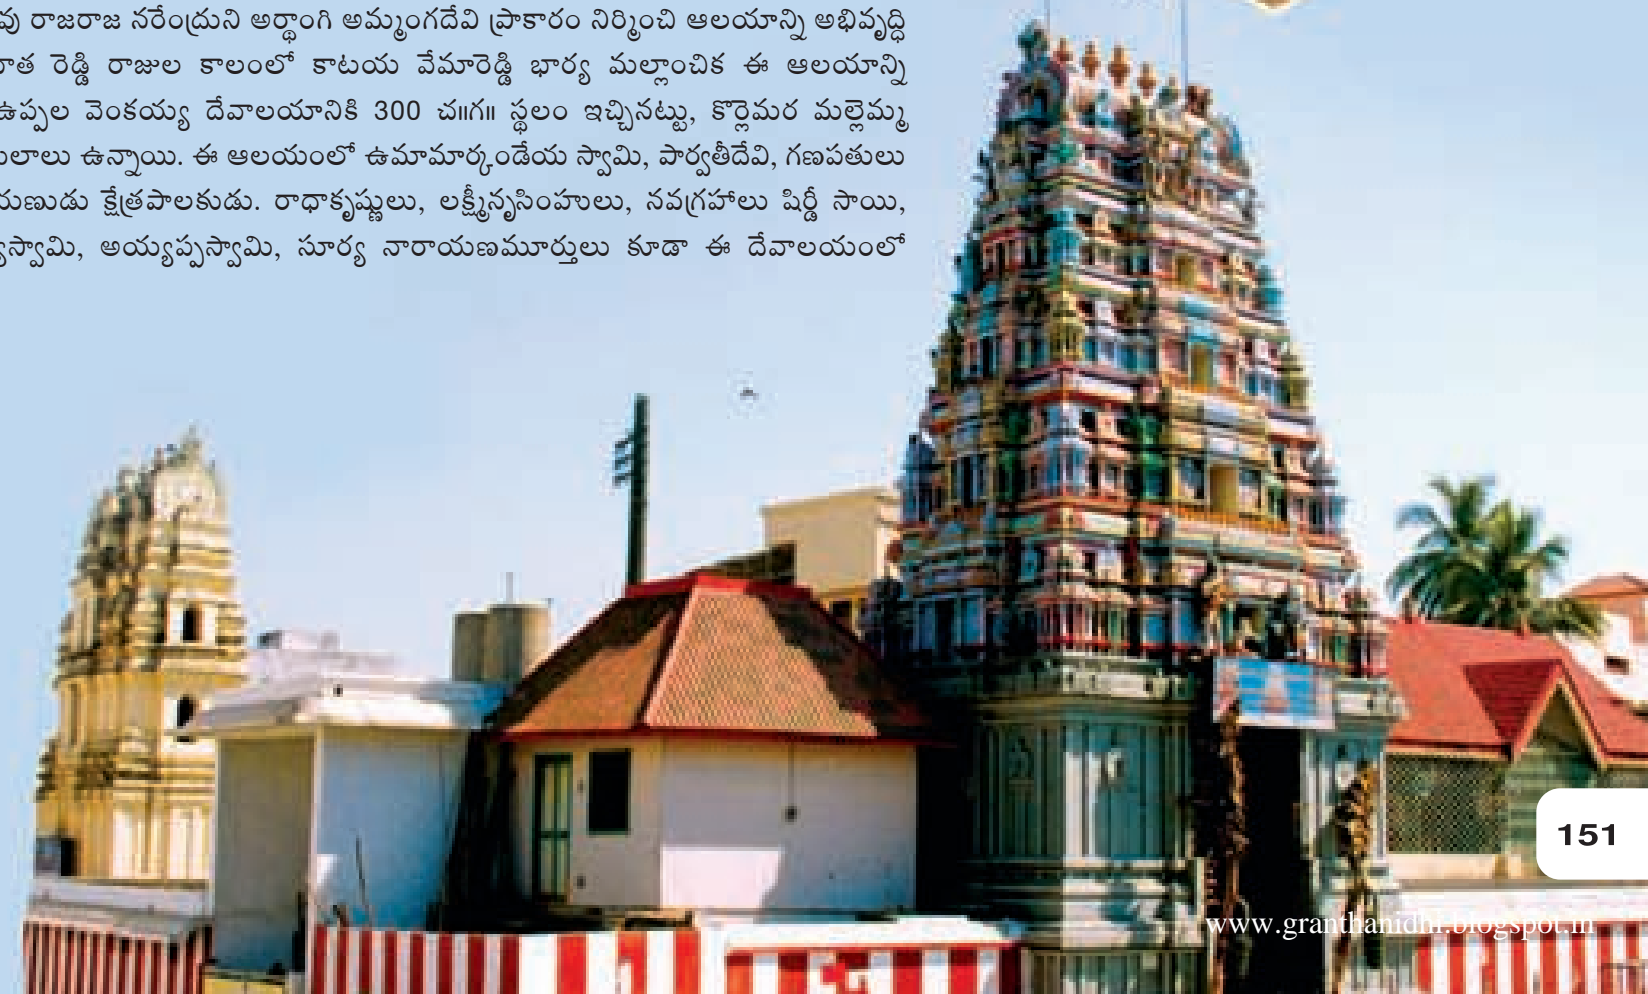 రాజరాజ నరేంద్రుని అర్ధాంగి అమ్మంగదేవి ప్రాకారం నిర్మించి ఆలయాన్ని అభివృద్ధి
రెడ్డి రాజుల కాలంలో కాటయ వేమారెడ్డి భార్య మల్లాంచిక ఈ ఆలయాన్ని
ఉప్పల వెంకయ్య దేవాలయానికి 300 చ॥గ॥ స్థలం ఇచ్చినట్టు, కొర్లెమర మల్లెమ్మ
ఉన్నాయి. ఈ ఆలయంలో ఉమామార్కండేయ స్వామి, పార్వతీదేవి, గణపతులు
క్షేత్రపాలకుడు. రాధాకృష్ణులు, లక్ష్మీనృసింహులు, నవగ్రహాలు షిర్డీ సాయి,
అయ్యప్పస్వామి, సూర్య నారాయణమూర్తులు కూడా ఈ దేవాలయంలో
151
www.granthanidhi.blogspot.in